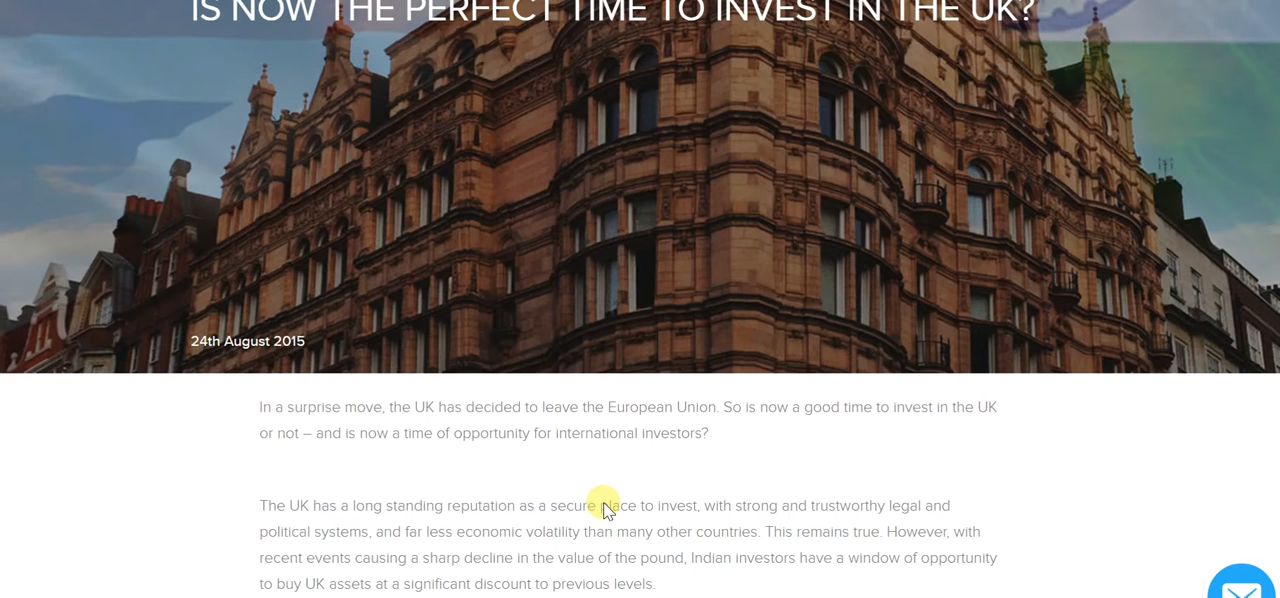 IS NOW THE PERFECT TIME TO INVEST IN THE UK?
24th August 2015
In a surprise move, the UK has decided to leave the European Union. So is now a good time to invest in the UK
or not – and is now a time of opportunity for international investors?
The UK has a long standing reputation as a secure place to invest, with strong and trustworthy legal and
political systems, and far less economic volatility than many other countries. This remains true. However, with
recent events causing a sharp decline in the value of the pound, Indian investors have a window of opportunity
to buy UK assets at a significant discount to previous levels.